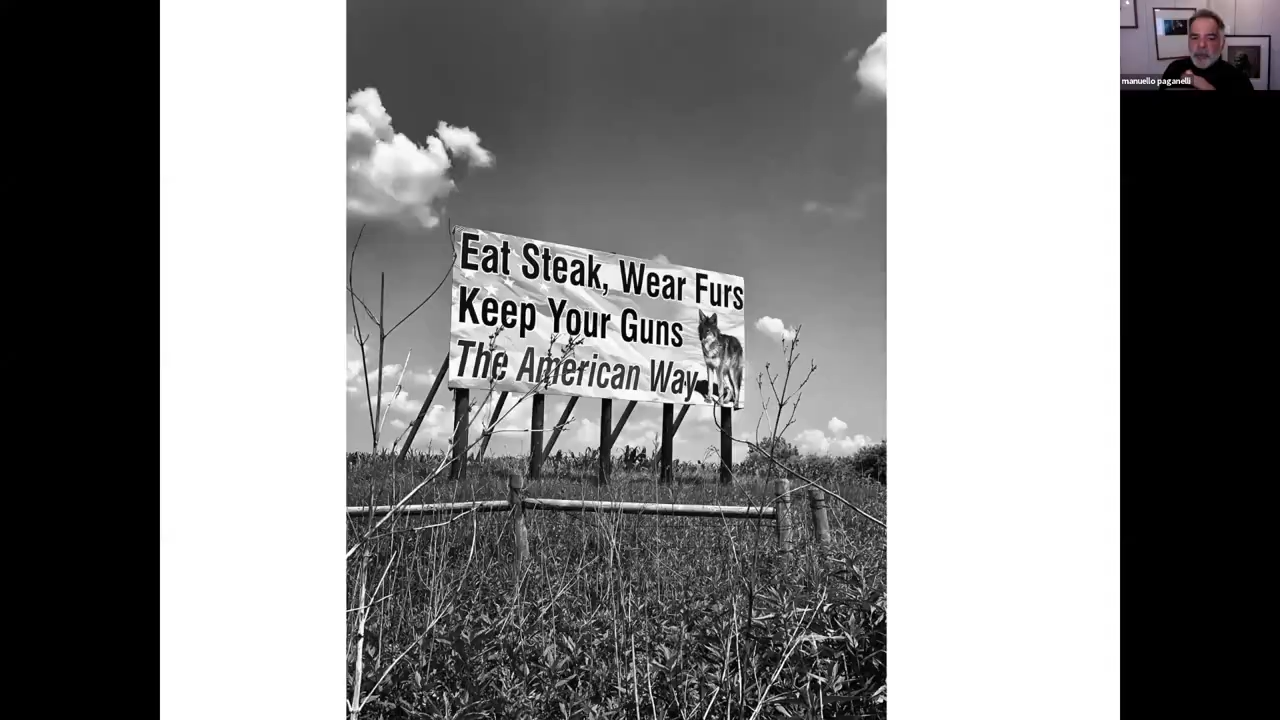 Eat Steak, Wear Furs
Keep Your Guns
The American Way
manuello paganelli